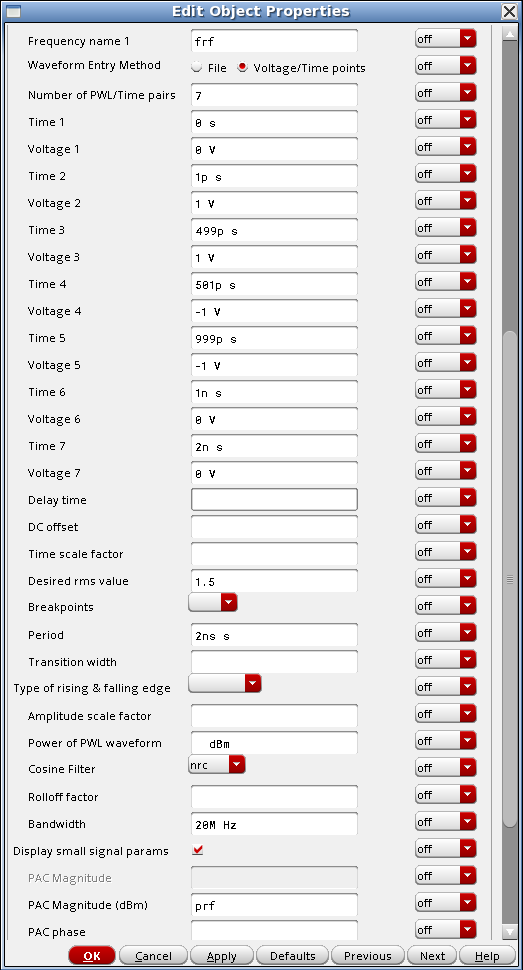 Edit Object Properties
Frequency name 1 frf off
Waveform Entry Method File Voltage/Time points off
Number of PWL/Time pairs 7 off
Time 1 0 s off
Voltage 1 0 V off
Time 2 1p s off
Voltage 2 1 V off
Time 3 499p s off
Voltage 3 1 V off
Time 4 501p s off
Voltage 4 -1 V off
Time 5 999p s off
Voltage 5 -1 V off
Time 6 1n s off
Voltage 6 0 V off
Time 7 2n s off
Voltage 7 0 V off
Delay time off
DC offset off
Time scale factor off
Desired rms value 1.5 off
Breakpoints off
Period 2ns s off
Transition width off
Type of rising & falling edge off
Amplitude scale factor off
Power of PWL waveform dBm off
Cosine Filter nrc off
Rolloff factor off
Bandwidth 20M Hz off
Display small signal params off
PAC Magnitude off
PAC Magnitude (dBm) prf off
PAC phase off
OK Cancel Apply Defaults Previous Next Help